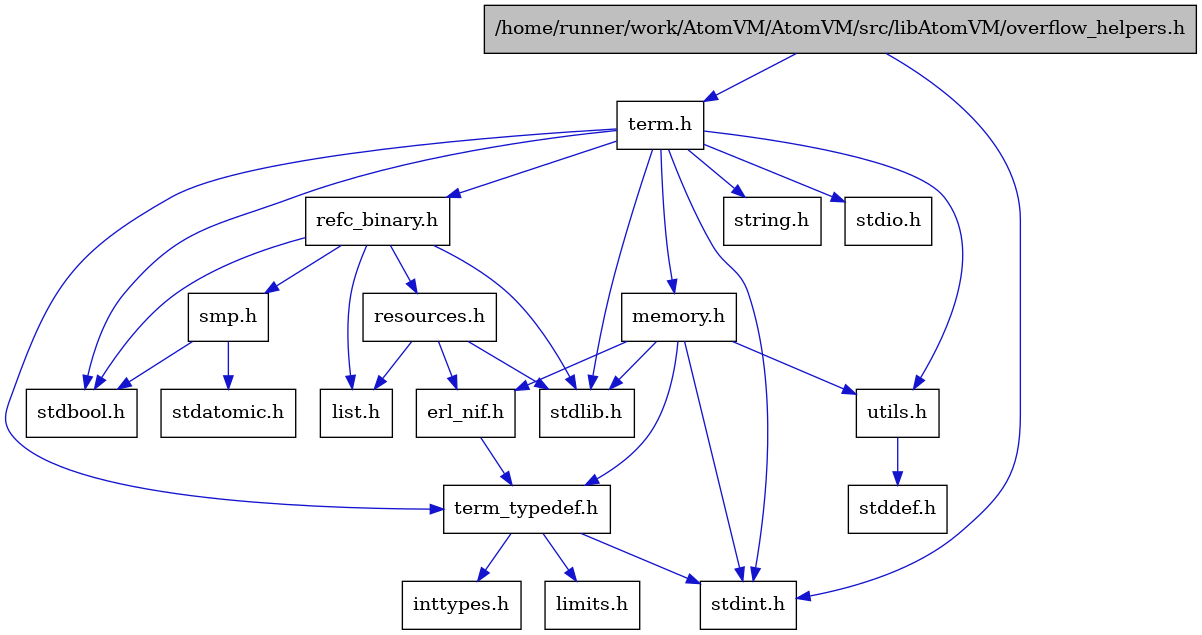 /home/runner/work/AtomVM/AtomVM/src/libAtomVM/overflow_helpers.h
term.h
refc_binary.h
string.h
stdio.h
smp.h
resources.h
memory.h
stdbool.h
stdatomic.h
list.h
erl_nif.h
stdlib.h
utils.h
term_typedef.h
stddef.h
inttypes.h
limits.h
stdint.h